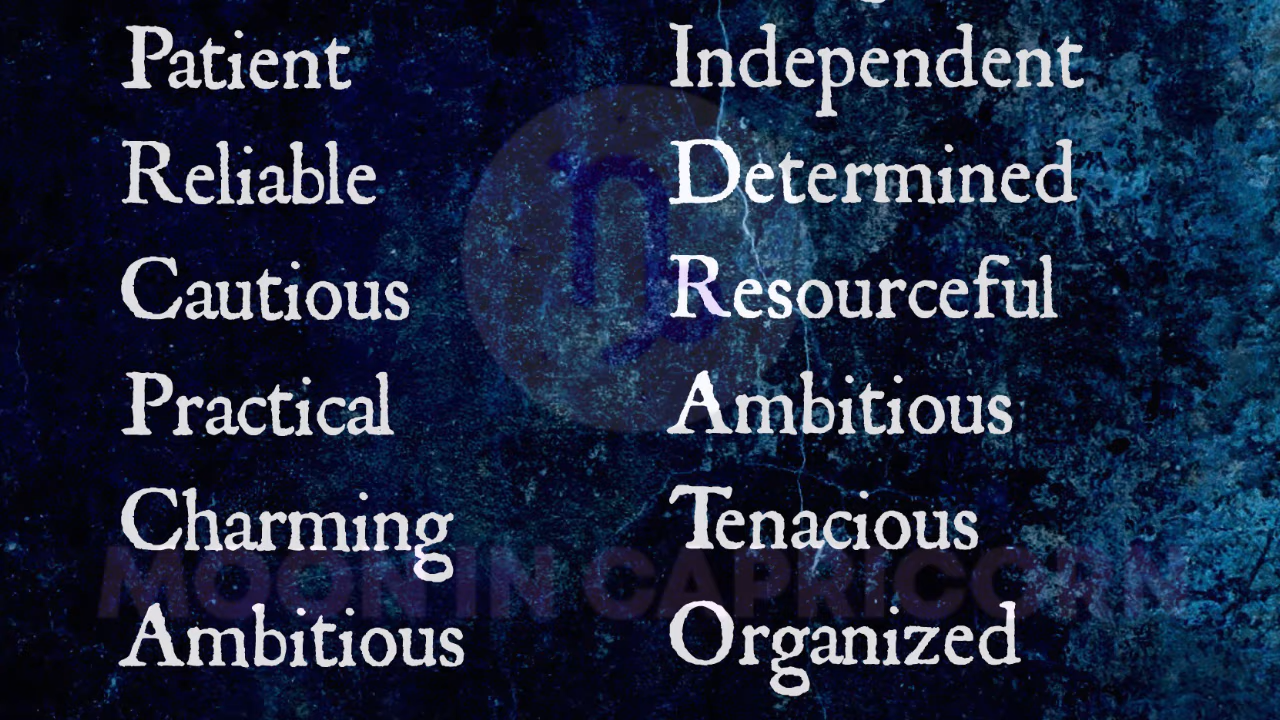 Patient Independent
Reliable Determined
Cautious Resourceful
Practical Ambitious
Charming Tenacious
MOON IN CAPRICORN
Ambitious Organized